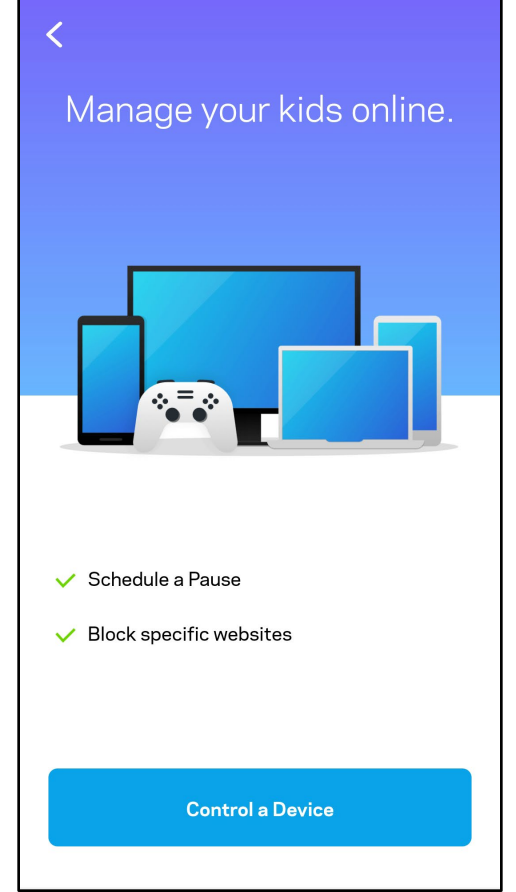 Manage your kids online.
Schedule a Pause
Block specific websites
Control a Device